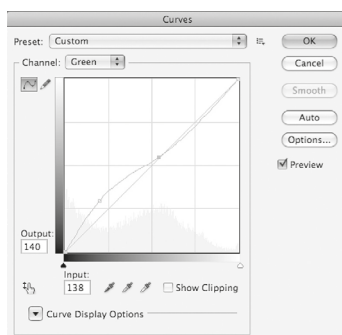 Curves
Preset: Custom
OK
Channel: Green
Cancel
Smooth
Auto
Options...
Preview
Output:
140
Input:
138
Show Clipping
Curve Display Options